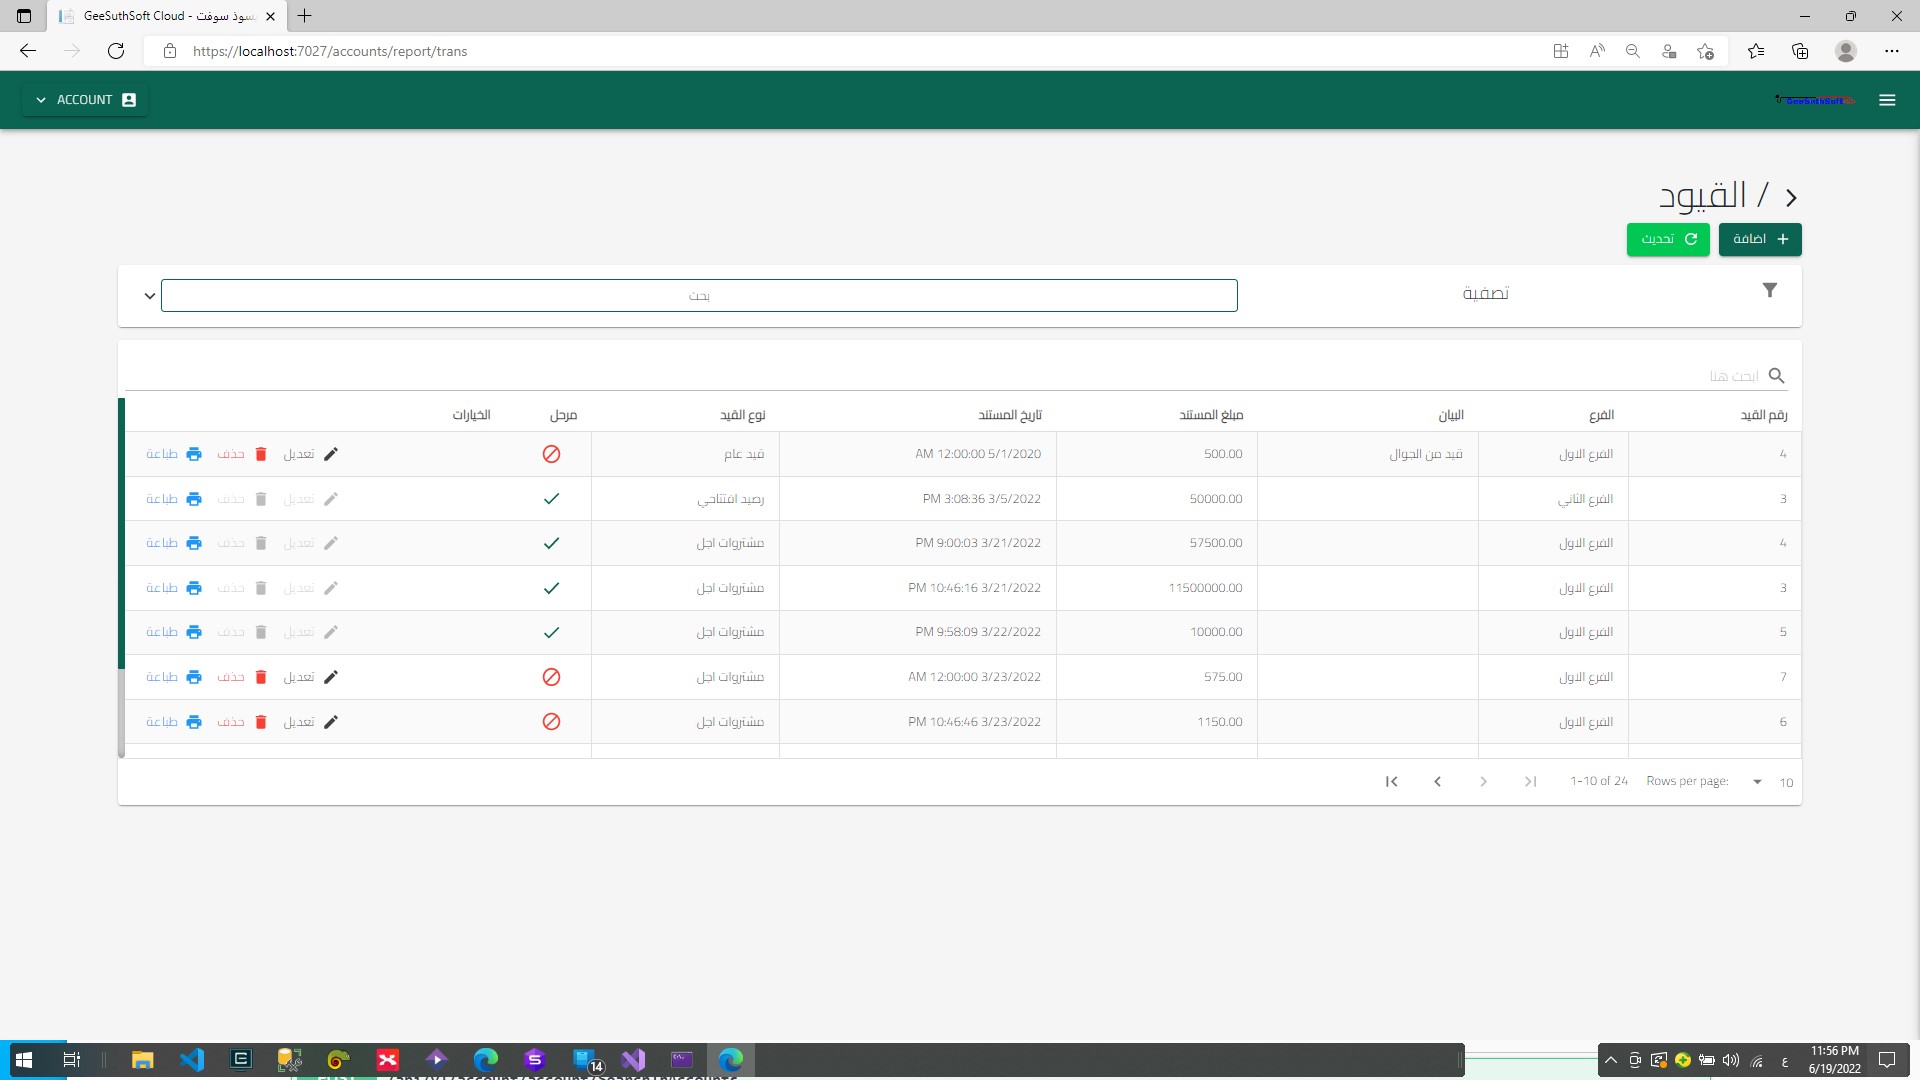 GeeSuthSoft Cloud - يسوذ سوفت
https://localhost:7027/accounts/report/trans
ACCOUNT
GeeSuthSoft
/ القيود
اضافة
تحديث
تصفية
بحث
ابحث هنا
رقم القيد الفرع البيان مبلغ المستند تاريخ المستند نوع القيد مرحل الخيارات
4 الفرع الاول قيد من الجوال 500.00 5/1/2020 12:00:00 AM قيد عام تعديل حذف طباعة
3 الفرع الثاني 50000.00 3/5/2022 3:08:36 PM رصيد افتتاحي تعديل حذف طباعة
4 الفرع الاول 57500.00 3/21/2022 9:00:03 PM مشتروات اجل تعديل حذف طباعة
3 الفرع الاول 11500000.00 3/21/2022 10:46:16 PM مشتروات اجل تعديل حذف طباعة
5 الفرع الاول 10000.00 3/22/2022 9:58:09 PM مشتروات اجل تعديل حذف طباعة
7 الفرع الاول 575.00 3/23/2022 12:00:00 AM مشتروات اجل تعديل حذف طباعة
6 الفرع الاول 1150.00 3/23/2022 10:46:46 PM مشتروات اجل تعديل حذف طباعة
10 Rows per page: 1-10 of 24
14
ع
11:56 PM
6/19/2022